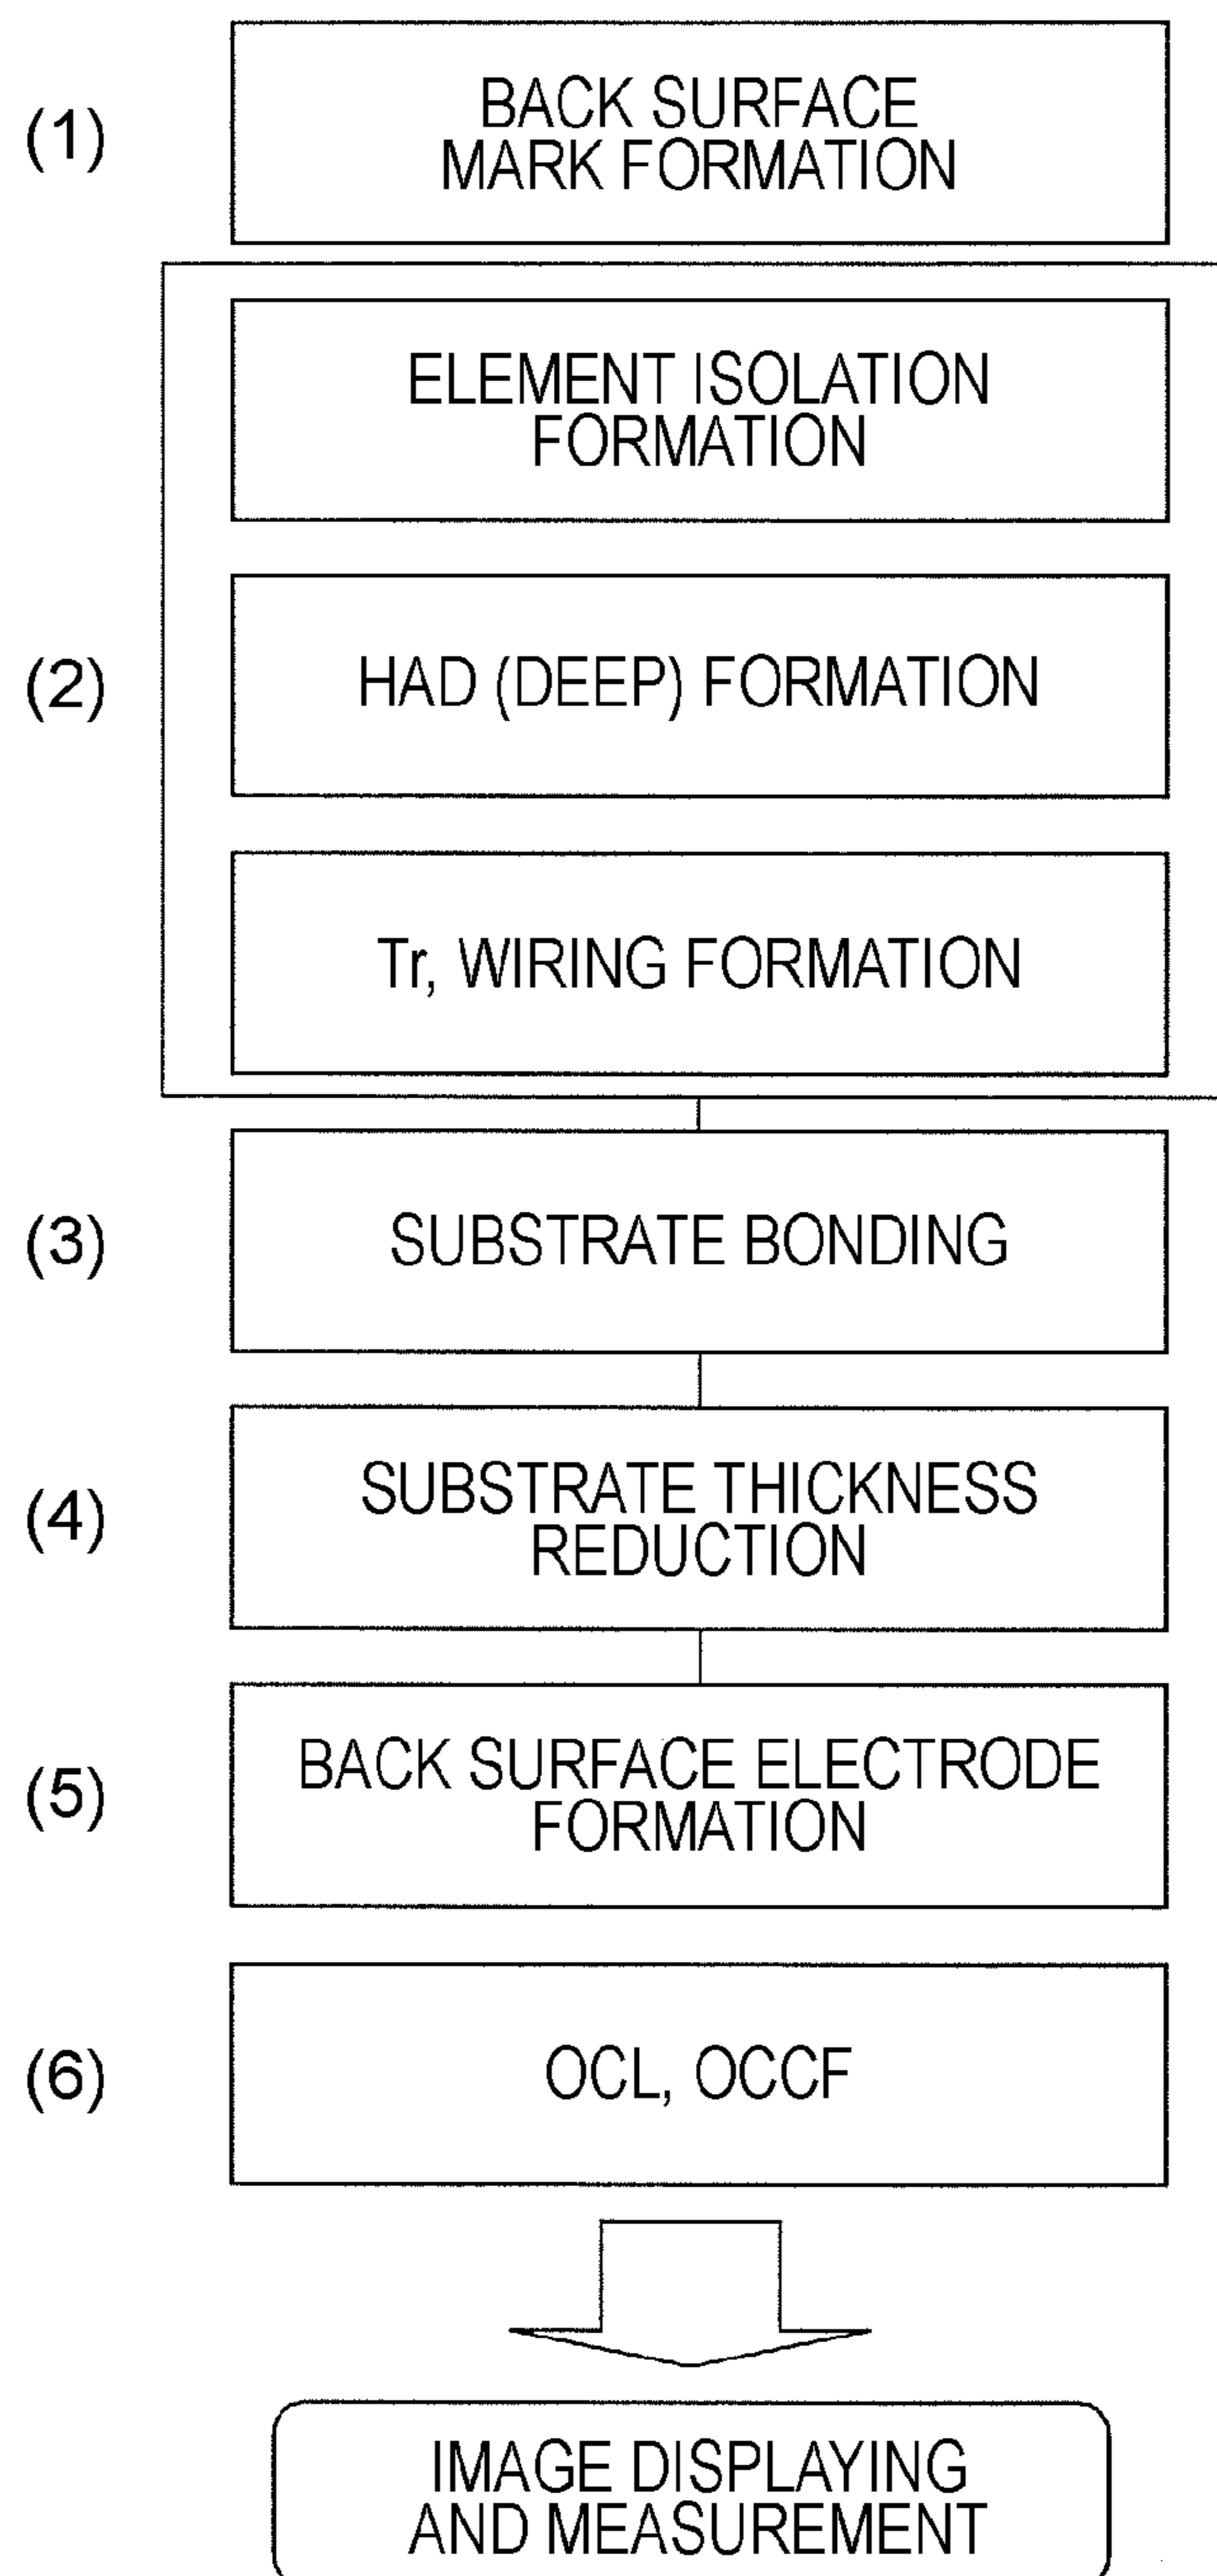 (1)
BACK SURFACE
MARK FORMATION
ELEMENT ISOLATION
FORMATION
(2)
HAD (DEEP) FORMATION
Tr, WIRING FORMATION
(3)
SUBSTRATE BONDING
(4)
SUBSTRATE THICKNESS
REDUCTION
(5)
BACK SURFACE ELECTRODE
FORMATION
(6)
OCL, OCCF
IMAGE DISPLAYING
AND MEASUREMENT